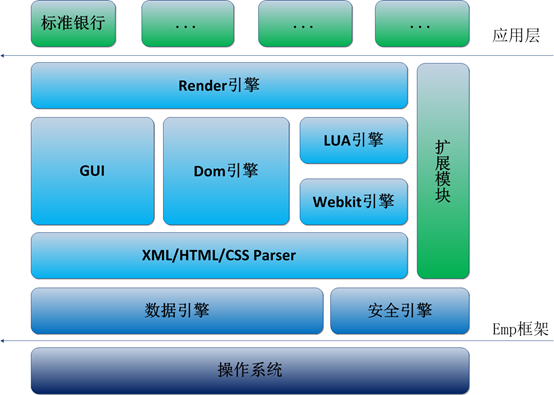 标准银行
...
...
...
应用层
Render引擎
GUI
Dom引擎
LUA引擎
Webkit引擎
扩展模块
XML/HTML/CSS Parser
数据引擎
安全引擎
Emp框架
操作系统